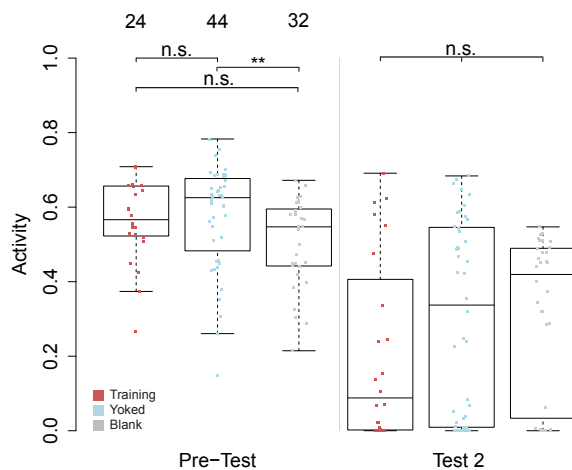 24 44 32
n.s. ** n.s.
n.s.
1.0
0.8
0.6
0.4
0.2
0.0
Activity
Training
Yoked
Blank
Pre−Test Test 2